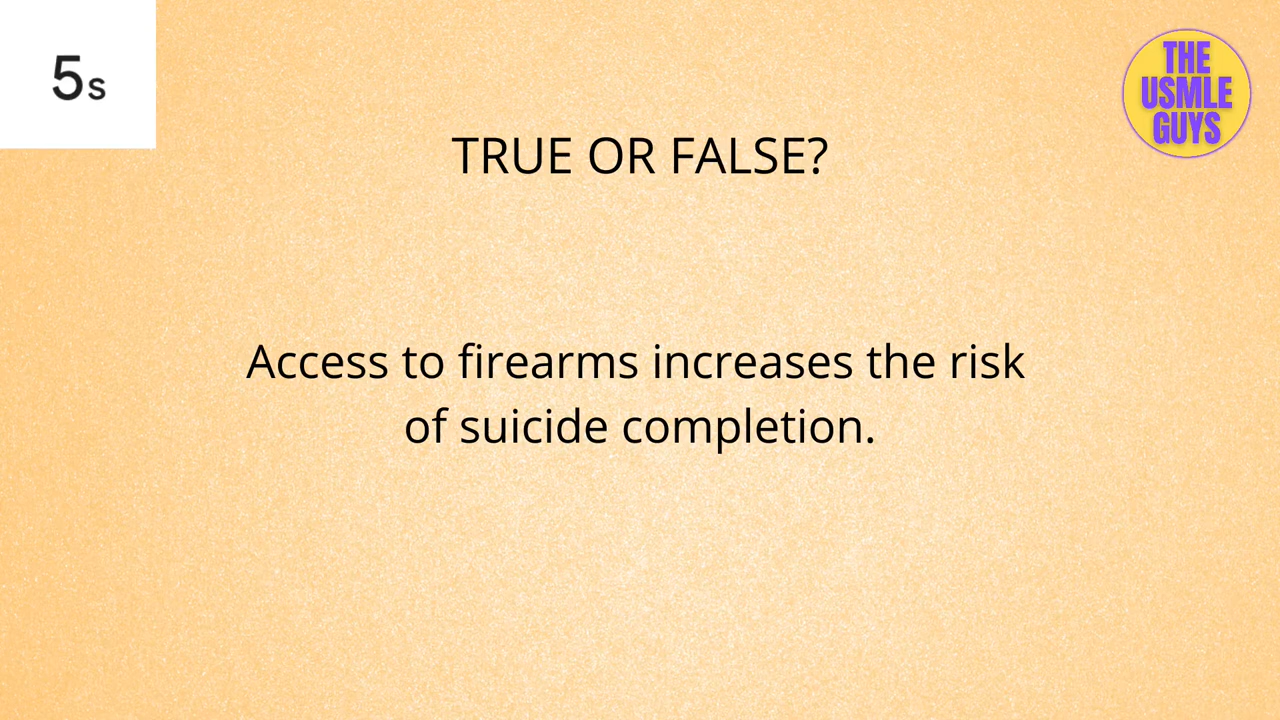 5s
THE
USMLE
GUYS
TRUE OR FALSE?
Access to firearms increases the risk
of suicide completion.